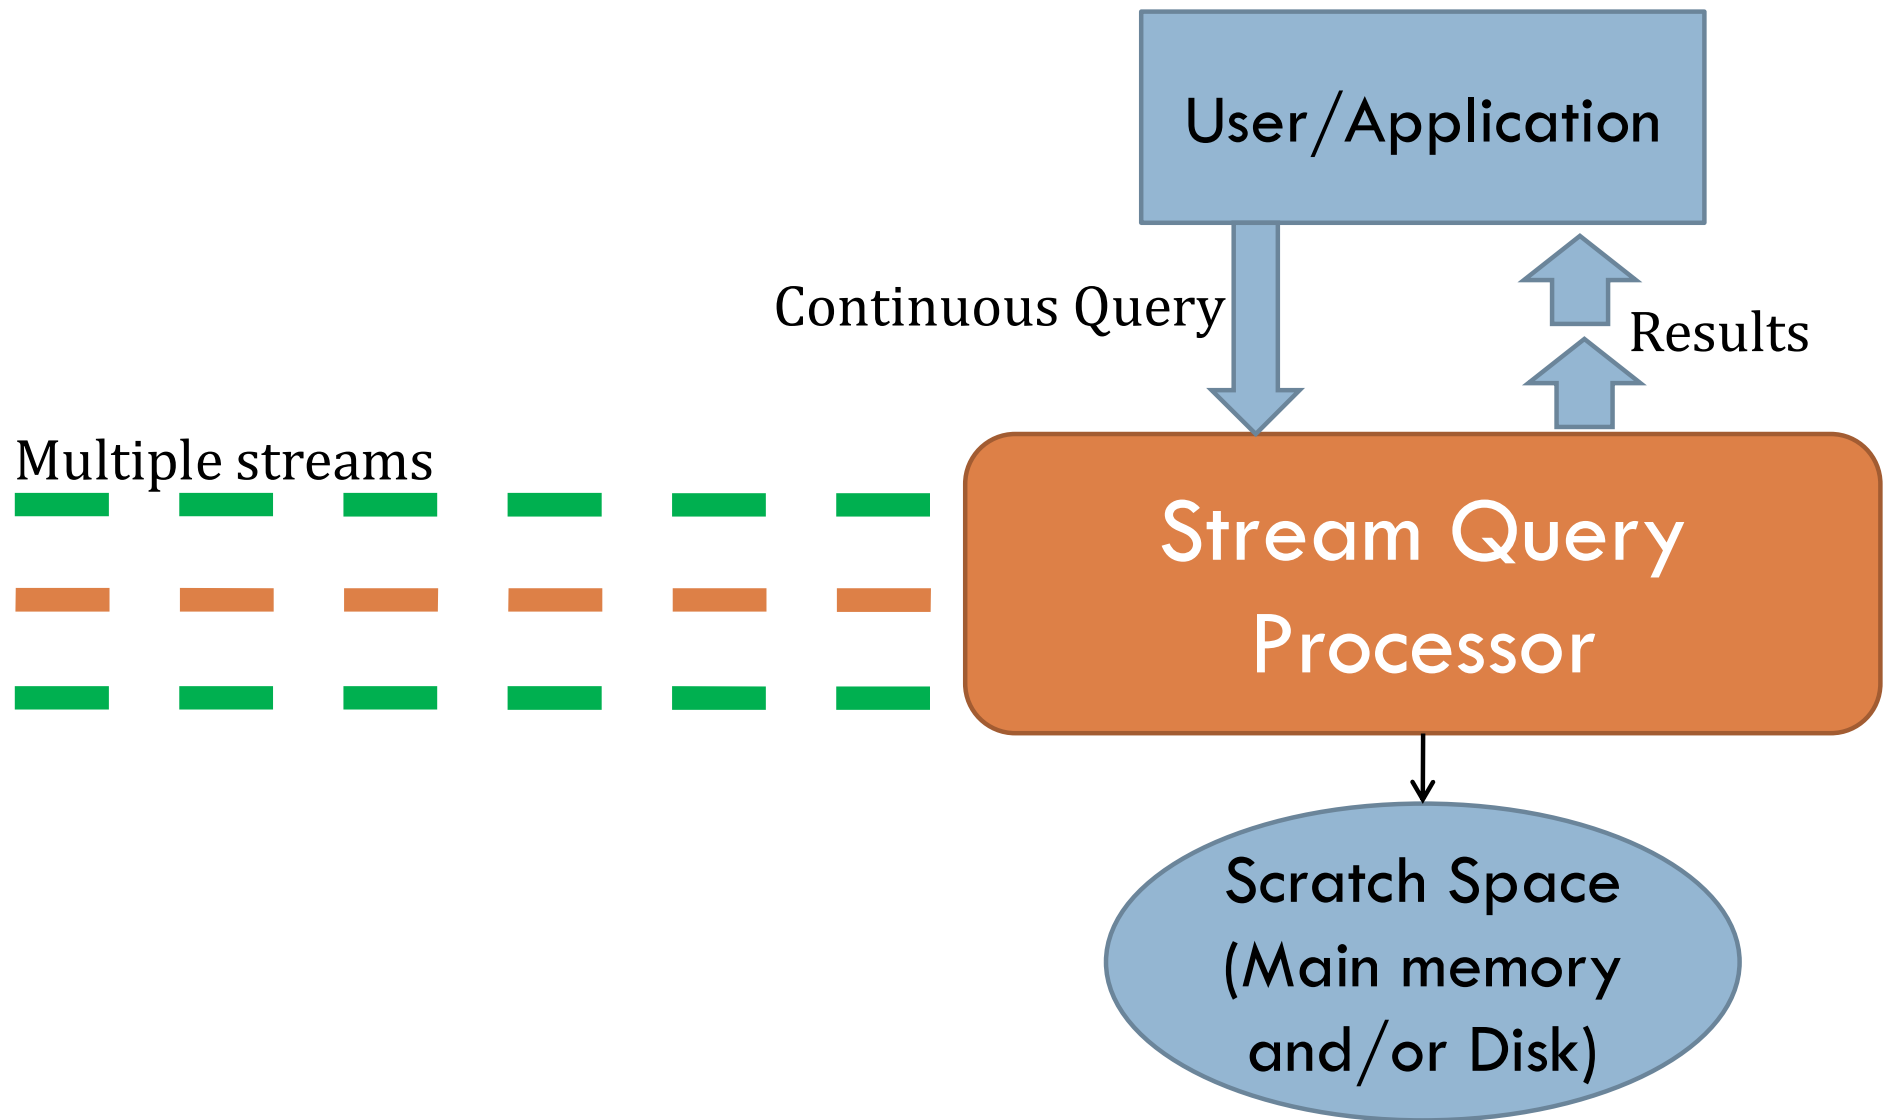 User/Application
Continuous Query
Results
Multiple streams
Stream Query
Processor
Scratch Space
(Main memory
and/or Disk)